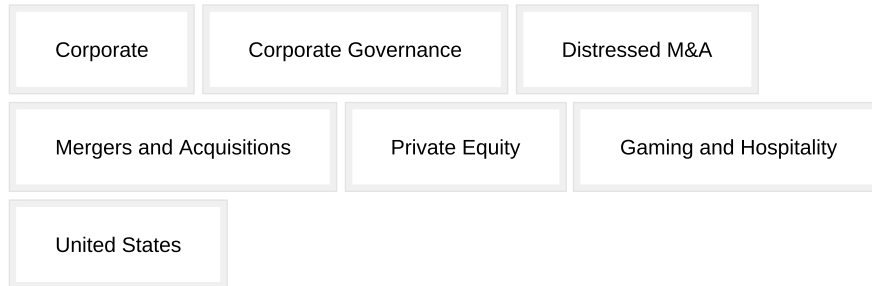 Corporate Corporate Governance Distressed M&A
Mergers and Acquisitions Private Equity Gaming and Hospitality
United States